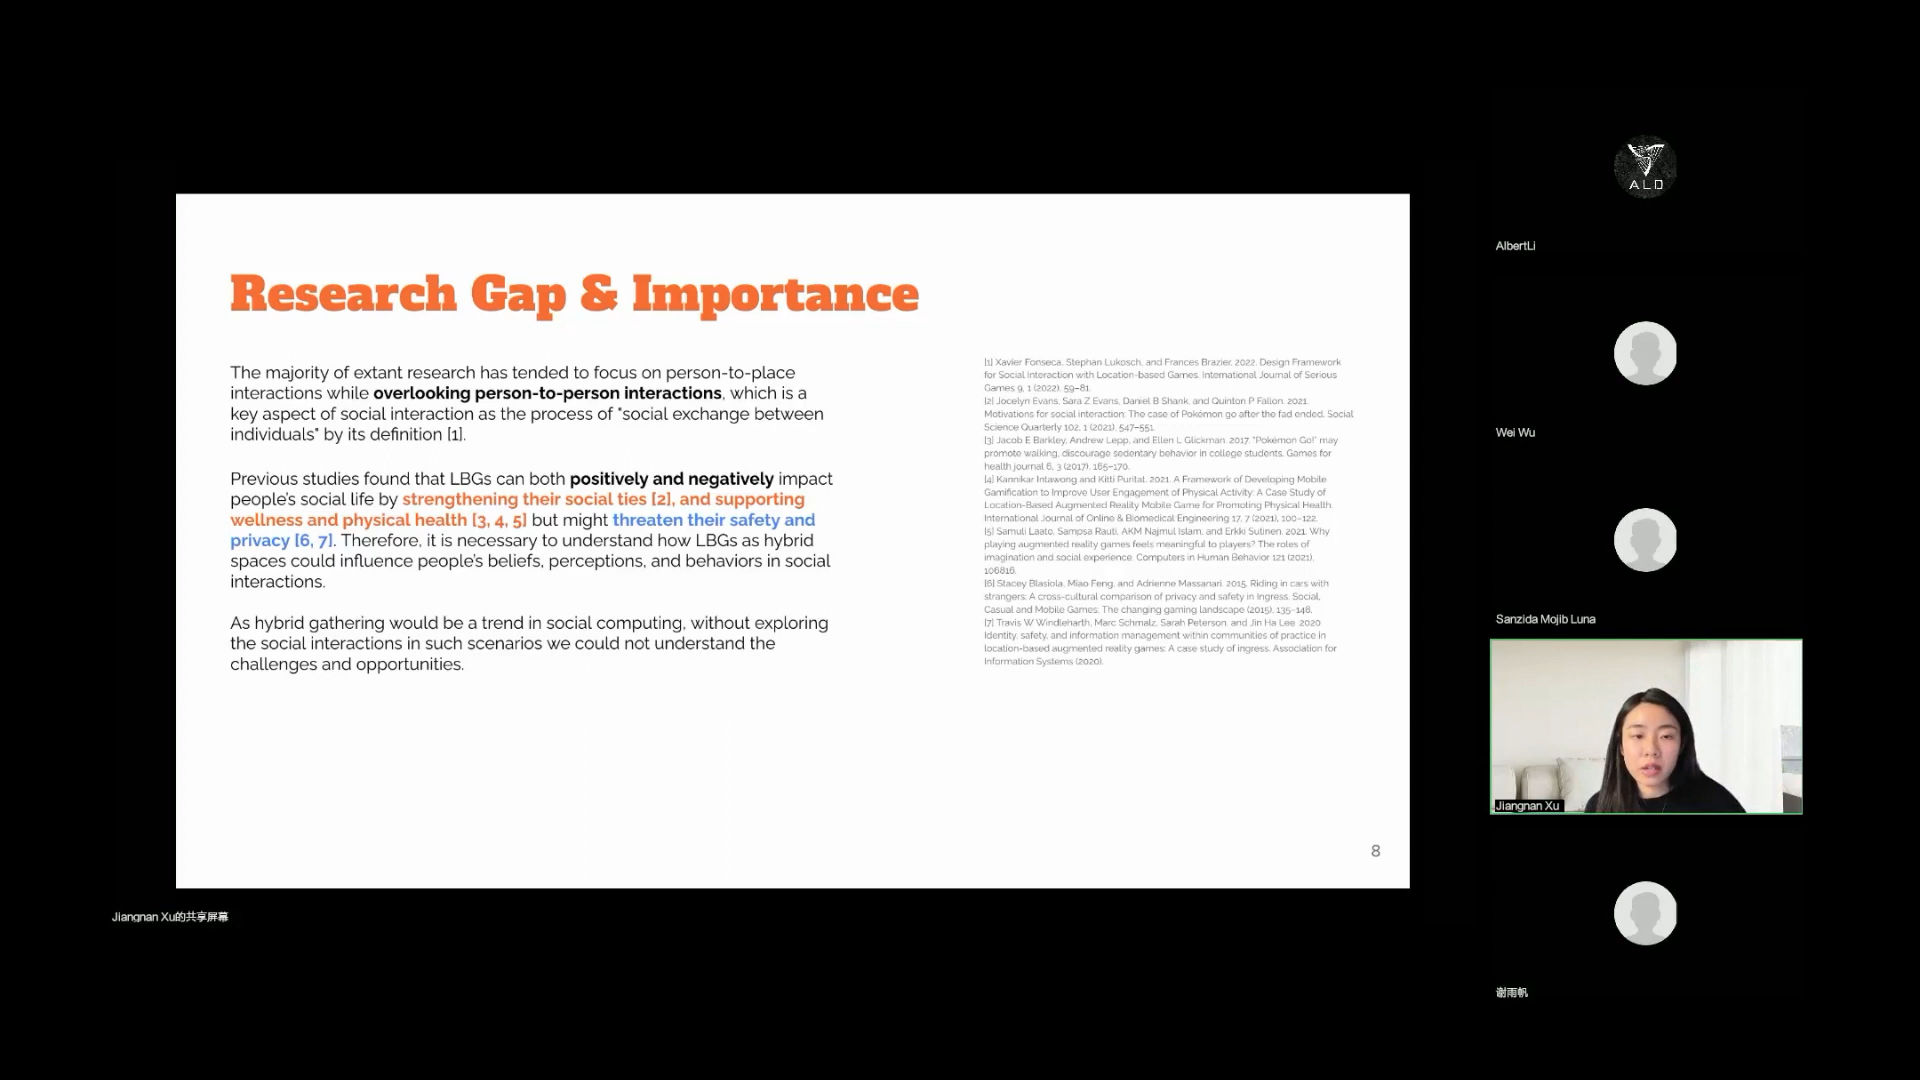 Research Gap & Importance
The majority of extant research has tended to focus on person-to-place
interactions while overlooking person-to-person interactions, which is a
key aspect of social interaction as the process of "social exchange between
individuals" by its definition [1].
Previous studies found that LBGs can both positively and negatively impact
people's social life by strengthening their social ties [2], and supporting
wellness and physical health [3, 4, 5] but might threaten their safety and
privacy [6, 7]. Therefore, it is necessary to understand how LBGs as hybrid
spaces could influence people's beliefs, perceptions, and behaviors in social
interactions.
As hybrid gathering would be a trend in social computing, without exploring
the social interactions in such scenarios we could not understand the
challenges and opportunities.
[1] Xavier Fonseca, Stephan Lukosch, and Frances Brazier. 2022. Design Framework
for Social Interaction with Location-based Games. International Journal of Serious
Games 9, 1 (2022), 59–81.
[2] Jocelyn Evans, Sara Z Evans, Daniel B Shank, and Quinton P Fallon. 2021.
Motivations for social interaction: The case of Pokémon go after the fad ended. Social
Science Quarterly 102, 1 (2021), 547–551.
[3] Jacob E Barkley, Andrew Lepp, and Ellen L Glickman. 2017. "Pokémon Go!" may
promote walking, discourage sedentary behavior in college students. Games for
health journal 6, 3 (2017), 165–170.
[4] Kannikar Intawong and Kitti Puritat. 2021. A Framework of Developing Mobile
Gamification to Improve User Engagement of Physical Activity: A Case Study of
Location-Based Augmented Reality Mobile Game for Promoting Physical Health.
International Journal of Online & Biomedical Engineering 17, 7 (2021), 100–122.
[5] Samuli Laato, Sampsa Rauti, AKM Najmul Islam, and Erkki Sutinen. 2021. Why
playing augmented reality games feels meaningful to players? The roles of
imagination and social experience. Computers in Human Behavior 121 (2021),
106816.
[6] Stacey Blasiola, Miao Feng, and Adrienne Massanari. 2015. Riding in cars with
strangers: A cross-cultural comparison of privacy and safety in Ingress. Social,
Casual and Mobile Games: The changing gaming landscape (2015), 135–148.
[7] Travis W Windleharth, Marc Schmalz, Sarah Peterson, and Jin Ha Lee. 2020.
Identity, safety, and information management within communities of practice in
location-based augmented reality games: A case study of ingress. Association for
Information Systems (2020).
8
Jiangnan Xu的共享屏幕
ALD
AlbertLi
Wei Wu
Sanzida Mojib Luna
Jiangnan Xu
谢雨帆